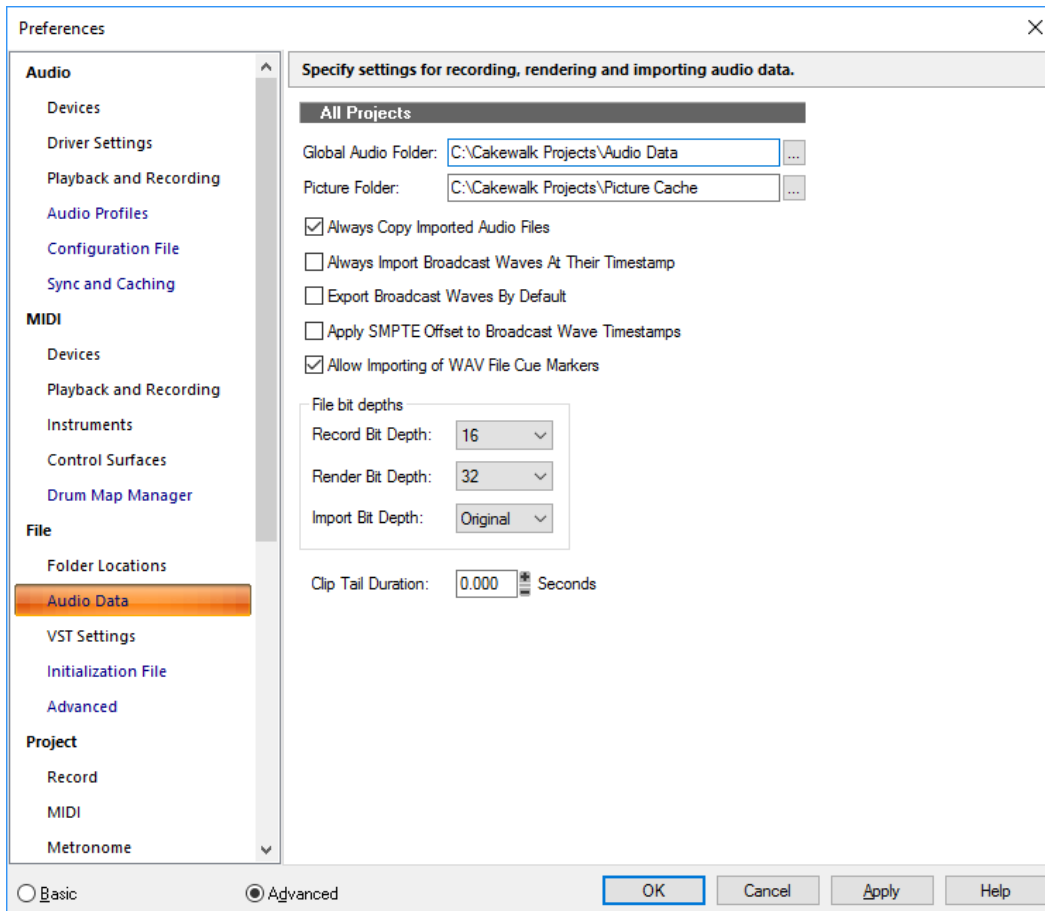 Preferences
Audio
Devices
Driver Settings
Playback and Recording
Audio Profiles
Configuration File
Sync and Caching
MIDI
Devices
Playback and Recording
Instruments
Control Surfaces
Drum Map Manager
File
Folder Locations
Audio Data
VST Settings
Initialization File
Advanced
Project
Record
MIDI
Metronome
Specify settings for recording, rendering and importing audio data.
All Projects
Global Audio Folder: C:\Cakewalk Projects\Audio Data ...
Picture Folder: C:\Cakewalk Projects\Picture Cache ...
Always Copy Imported Audio Files
Always Import Broadcast Waves At Their Timestamp
Export Broadcast Waves By Default
Apply SMPTE Offset to Broadcast Wave Timestamps
Allow Importing of WAV File Cue Markers
File bit depths
Record Bit Depth: 16
Render Bit Depth: 32
Import Bit Depth: Original
Clip Tail Duration: 0.000 Seconds
Basic Advanced OK Cancel Apply Help